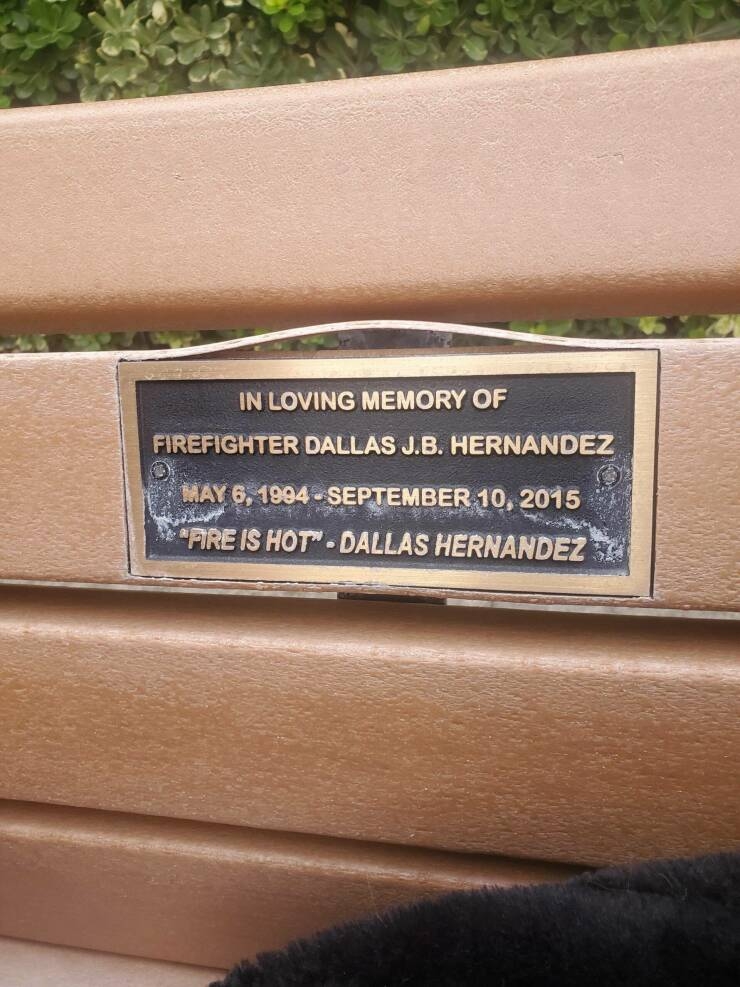 IN LOVING MEMORY OF
FIREFIGHTER DALLAS J.B. HERNANDEZ
MAY 6, 1994 - SEPTEMBER 10, 2015
"FIRE IS HOT" - DALLAS HERNANDEZ